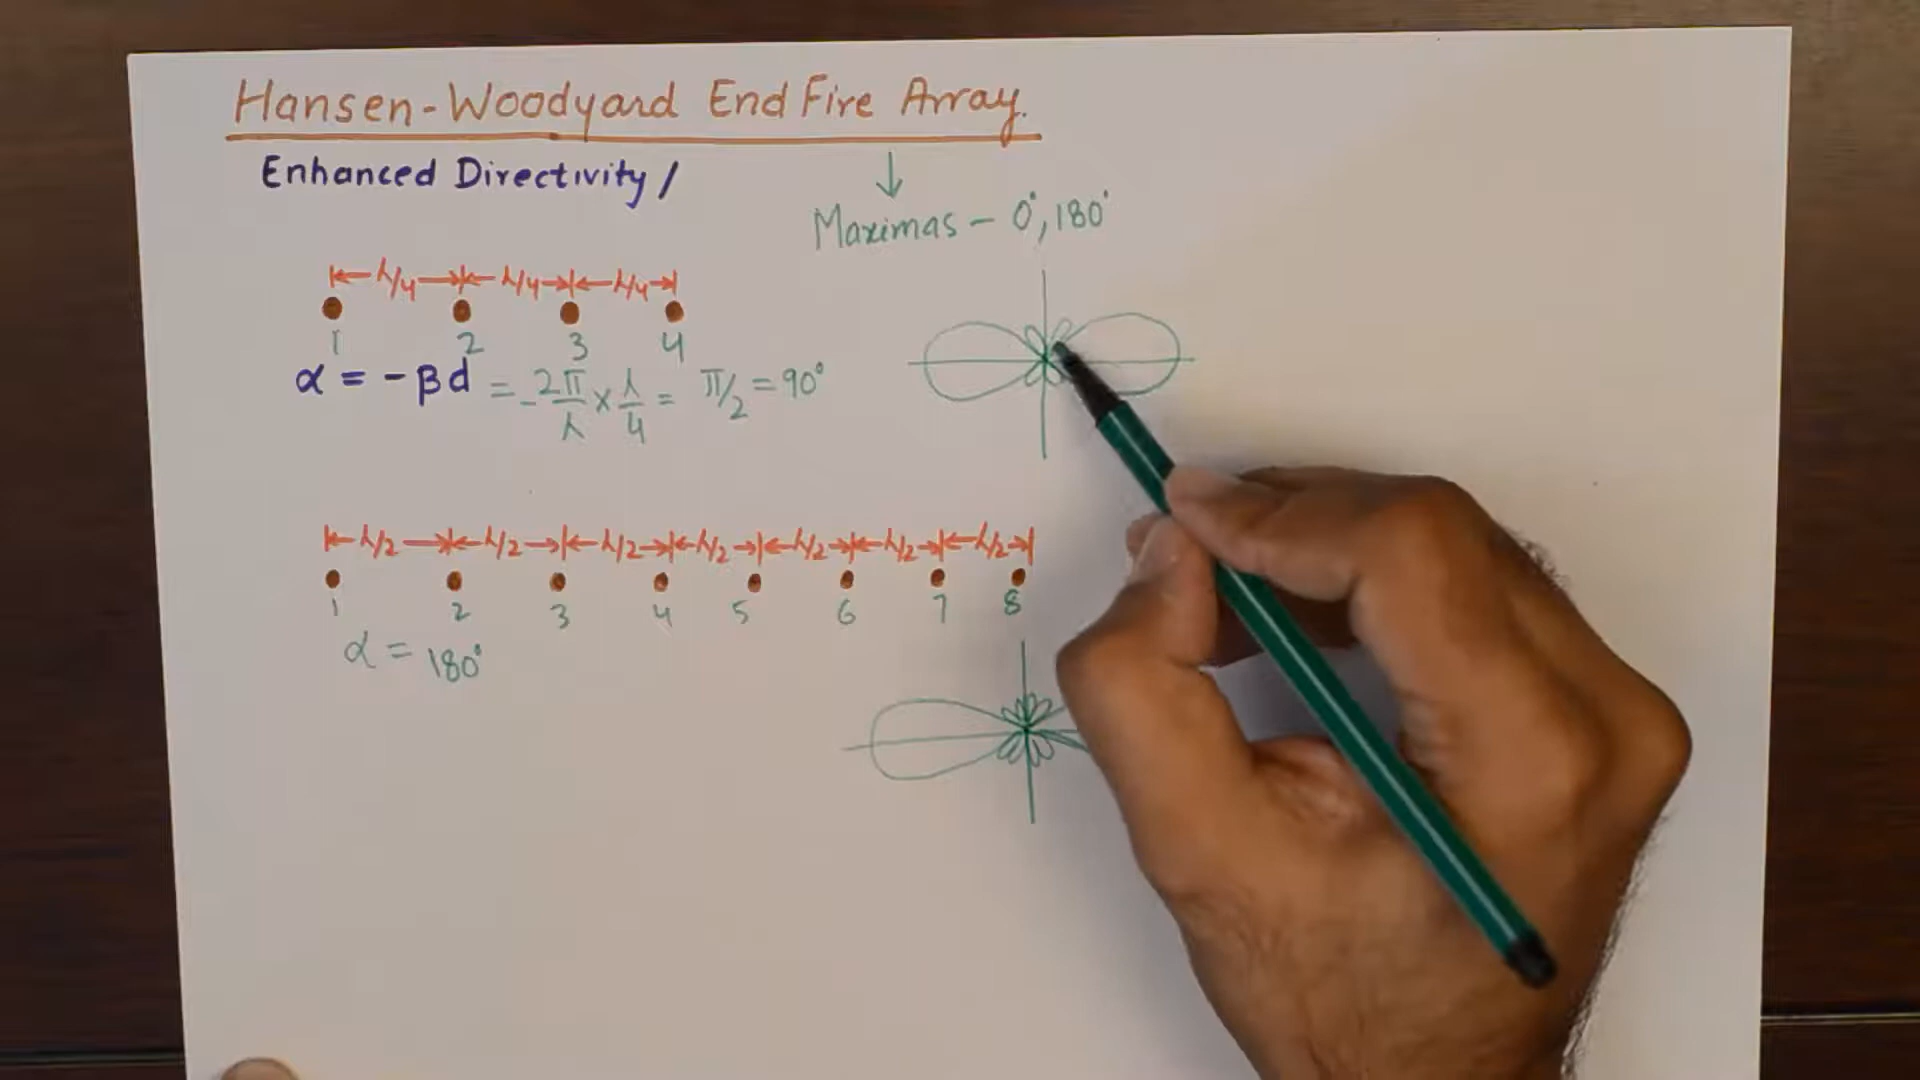 Hansen-Woodyard End Fire Array.
Enhanced Directivity /
↓
Maximas - 0°, 180°
λ/4 λ/4 λ/4
1 2 3 4
α = -βd = -2π/λ × λ/4 = π/2 = 90°
λ/2 λ/2 λ/2 λ/2 λ/2 λ/2 λ/2
1 2 3 4 5 6 7 8
α = 180°